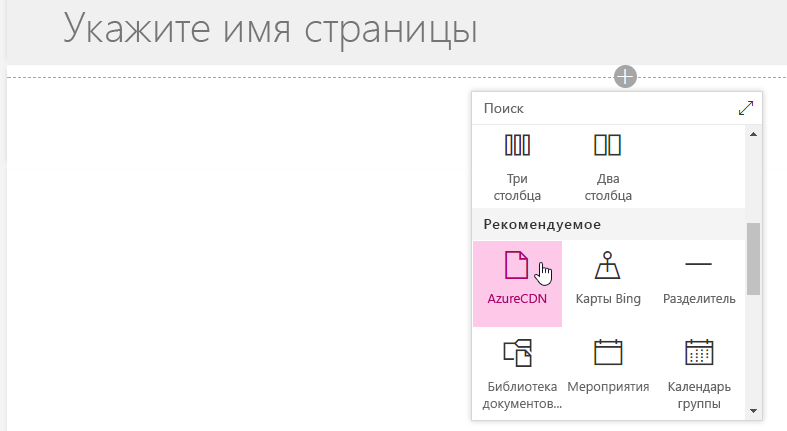 Укажите имя страницы
Поиск
Три
столбца
Два
столбца
Рекомендуемое
AzureCDN
Карты Bing
Разделитель
Библиотека
документов...
Мероприятия
Календарь
группы